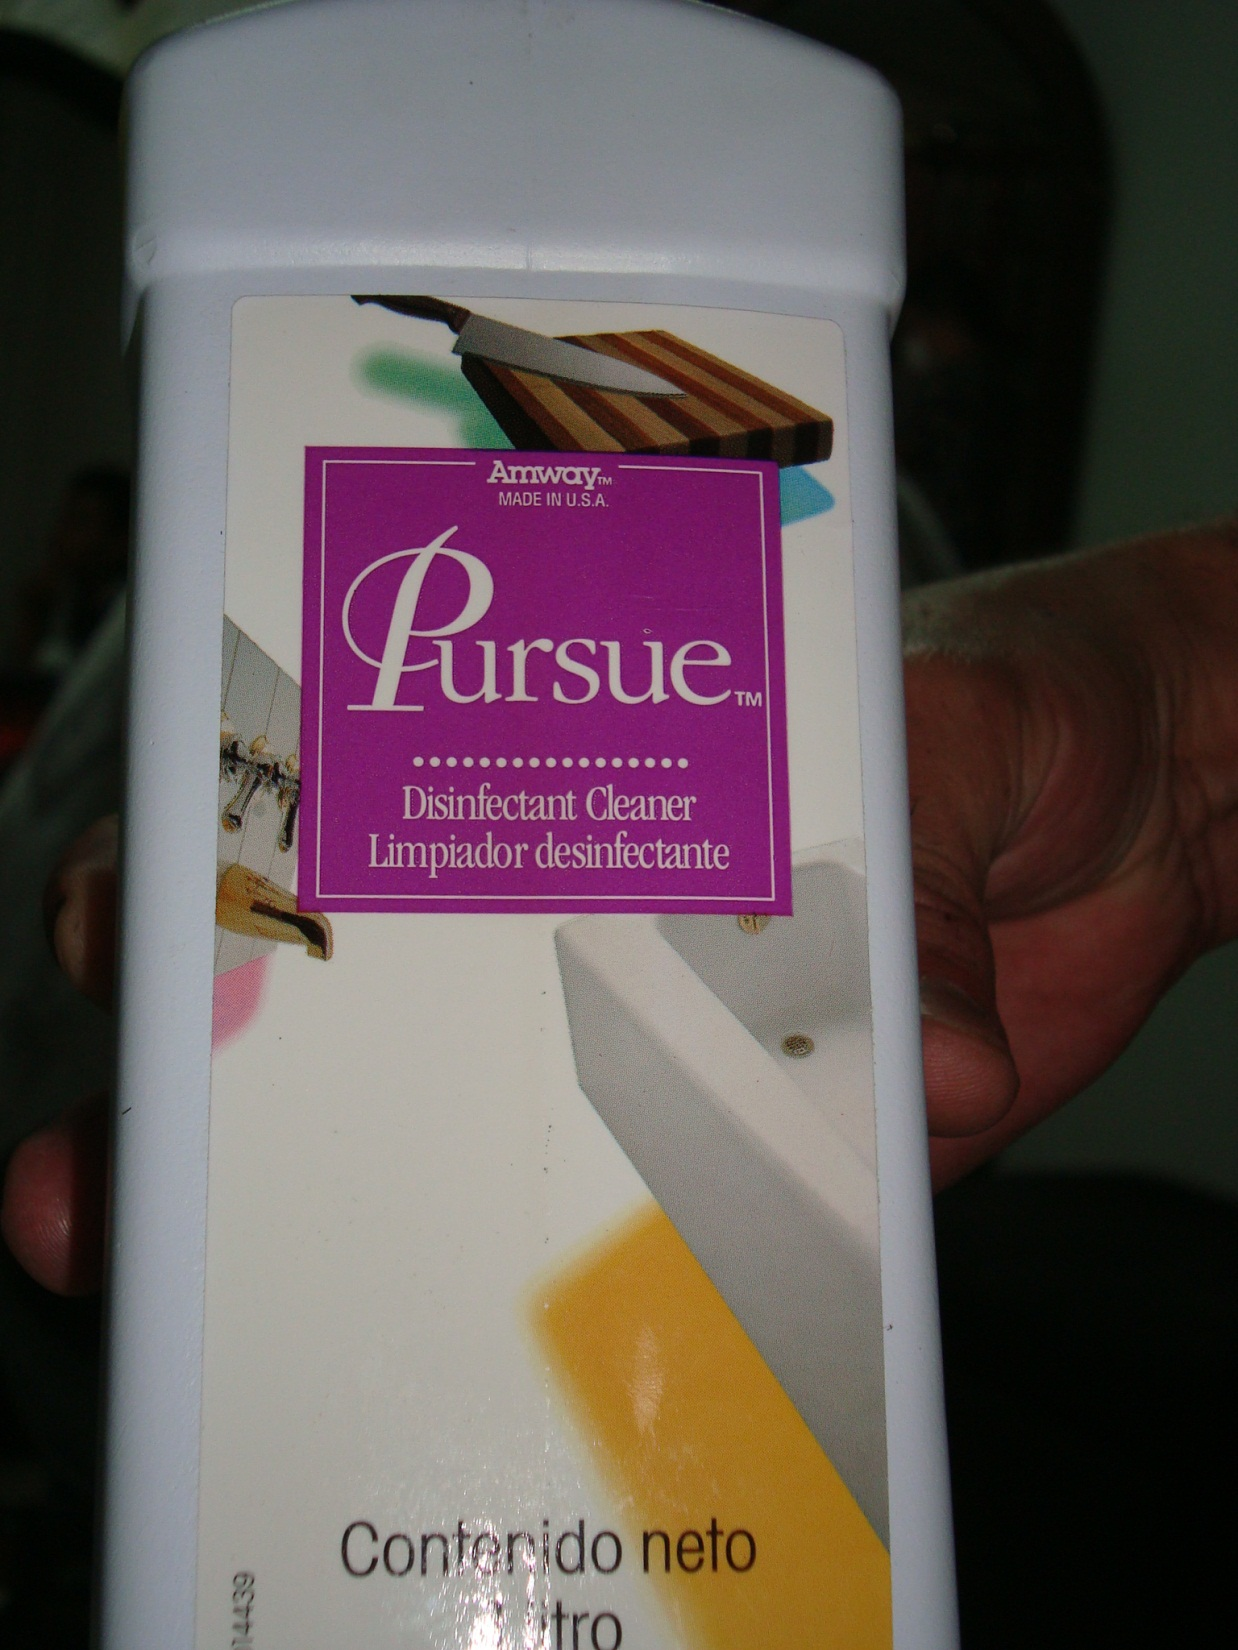 Amway™
MADE IN U.S.A.
Pursue™
Disinfectant Cleaner
Limpiador desinfectante
Contenido neto